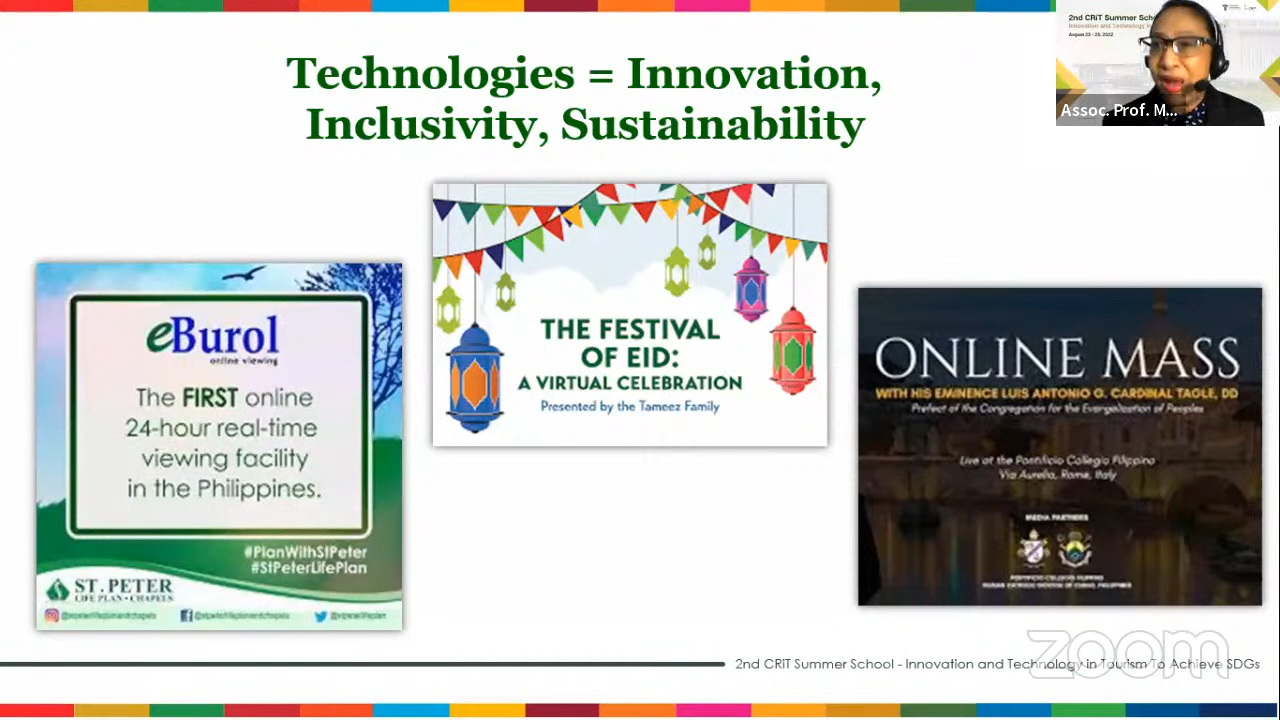 Technologies = Innovation,
Inclusivity, Sustainability
2nd CRiT Summer
August 23 - 25, 2022
Assoc. Prof. M...
eBurol
online viewing
The FIRST online
24-hour real-time
viewing facility
in the Philippines.
#PlanWithStPeter
#StPeterLifePlan
ST. PETER
LIFE PLAN • CHAPELS
THE FESTIVAL
OF EID:
A VIRTUAL CELEBRATION
Presented by the Tameez Family
ONLINE MASS
WITH HIS EMINENCE LUIS ANTONIO G. CARDINAL TAGLE, DD
Prefect of the Congregation for the Evangelization of Peoples
Live at the Pontificio Collegio Filippino
Via Aurelia, Rome, Italy
MEDIA PARTNERS
PONTIFICIO COLLEGIO FILIPPINO
zoom
2nd CRiT Summer School - Innovation and Technology in Tourism To Achieve SDGs